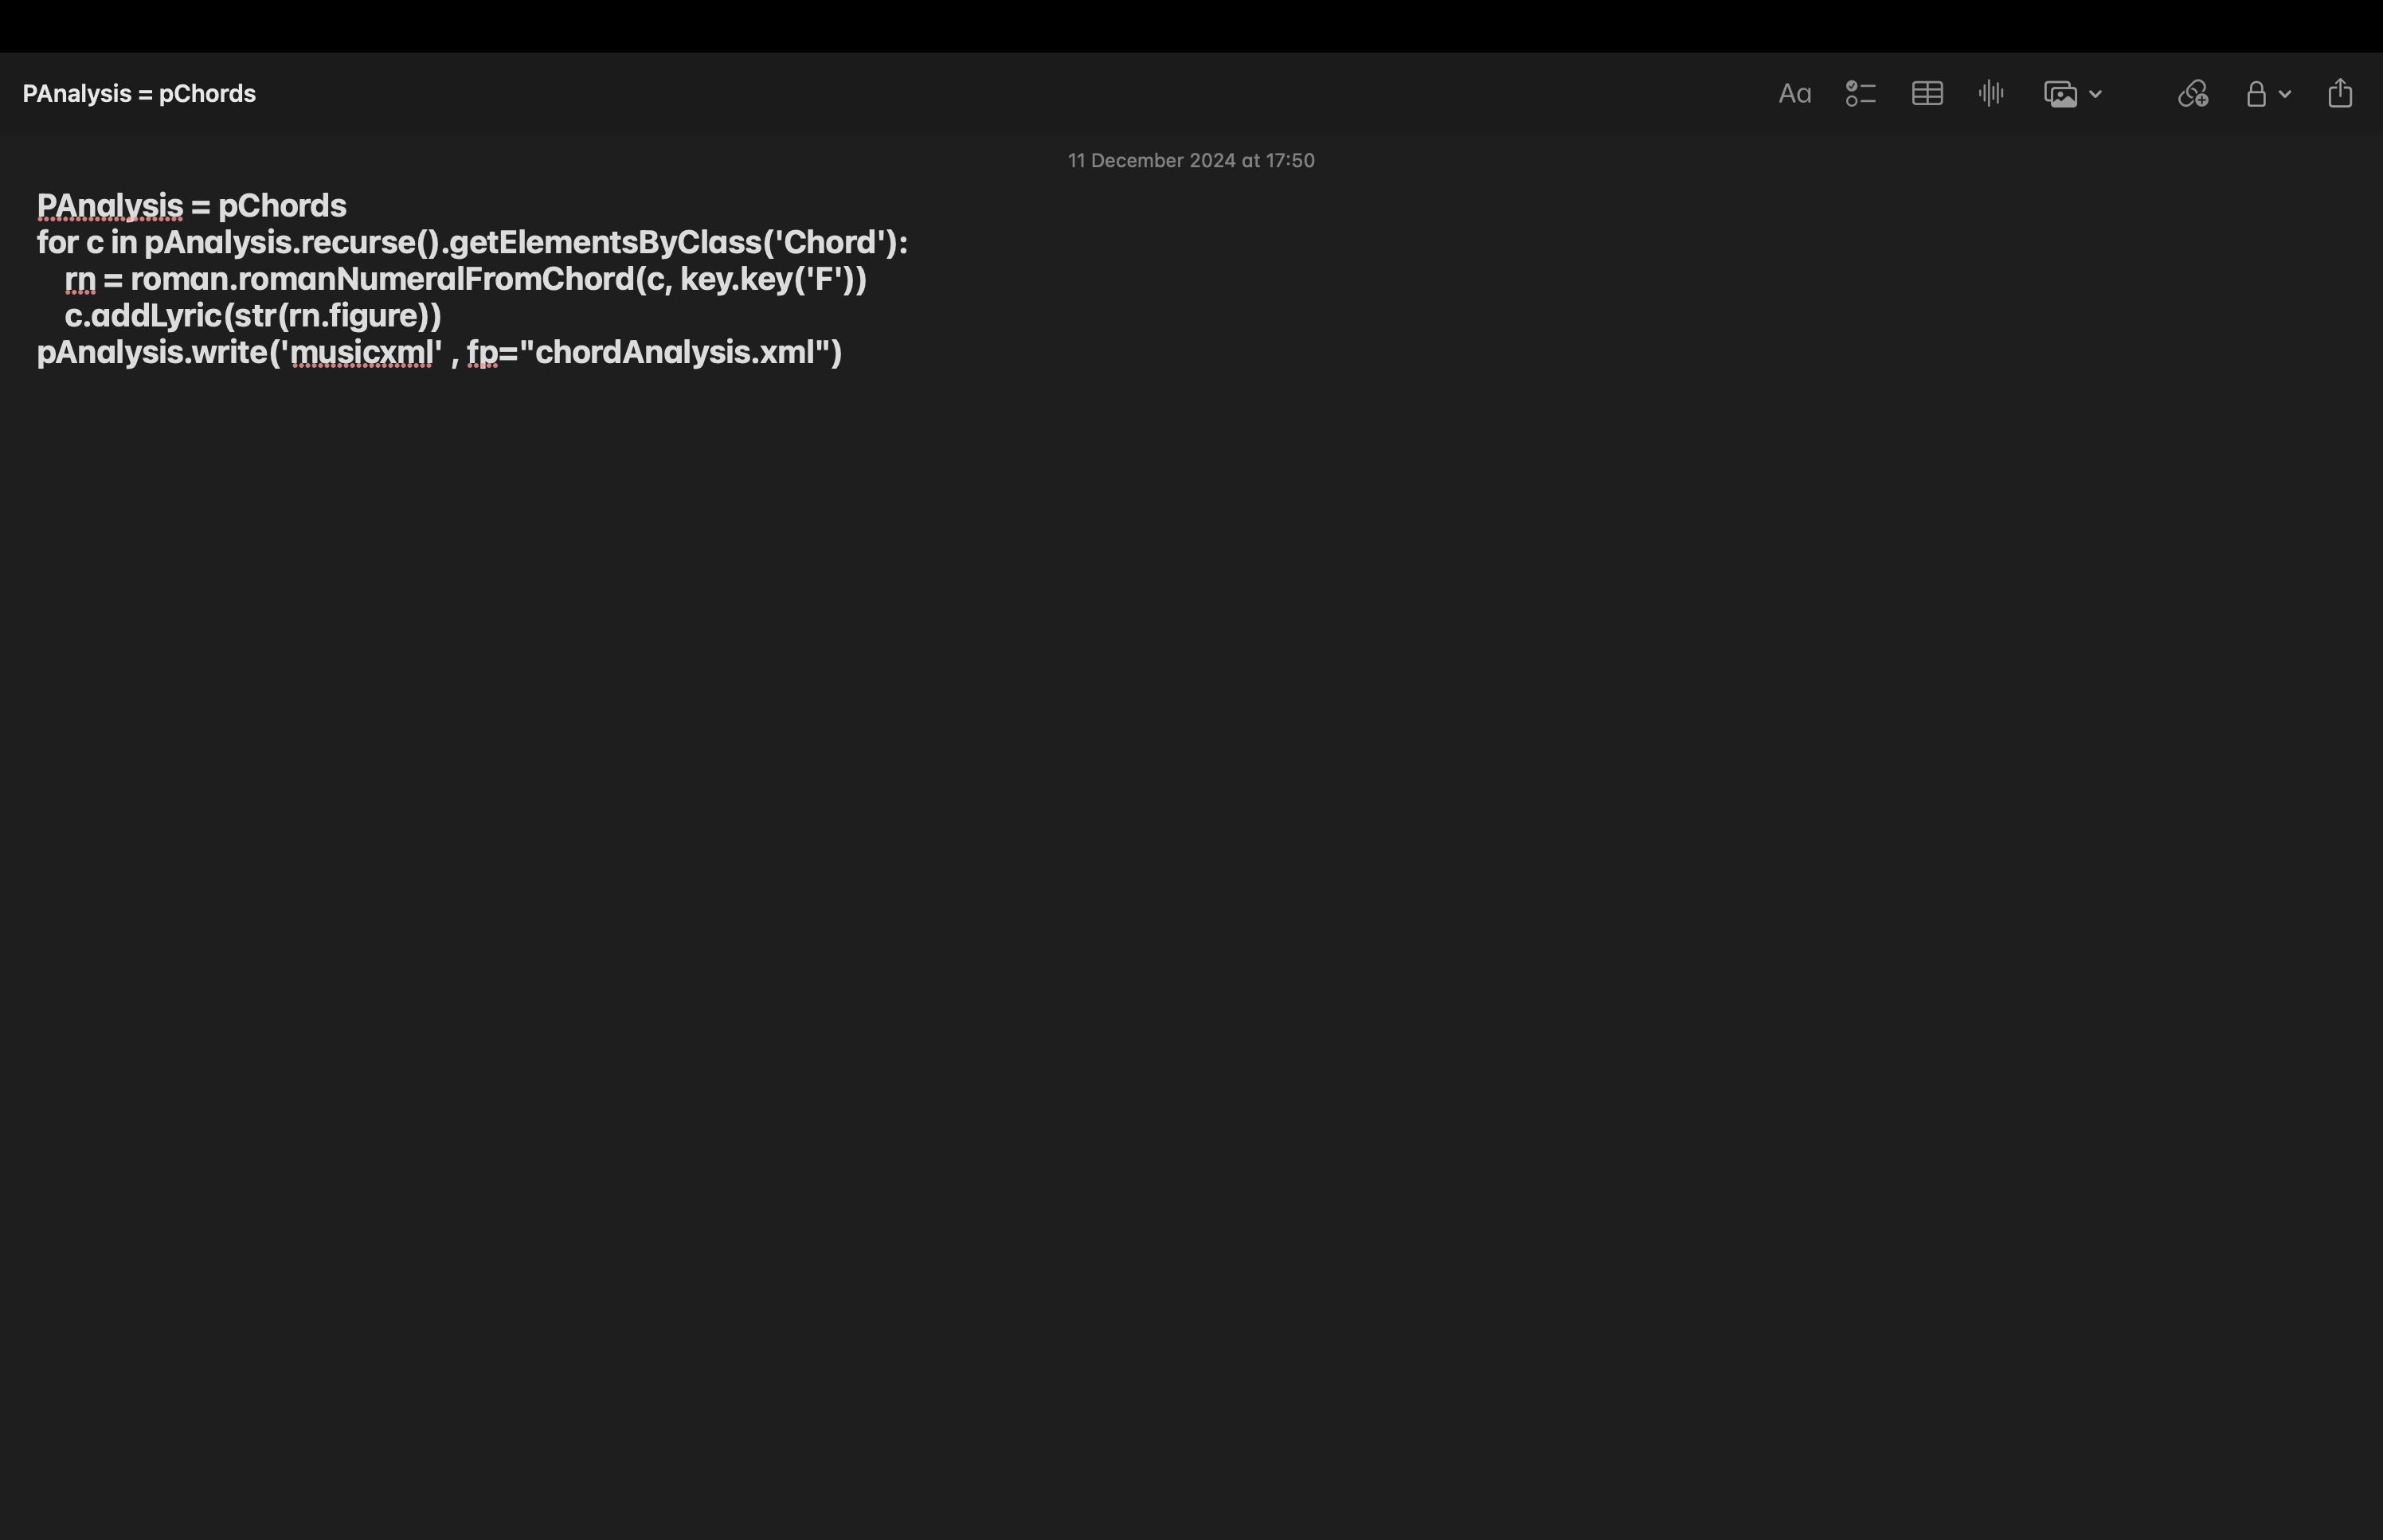 PAnalysis = pChords
Aa
11 December 2024 at 17:50
PAnalysis = pChords
for c in pAnalysis.recurse().getElementsByClass('Chord'):
    rn = roman.romanNumeralFromChord(c, key.key('F'))
    c.addLyric(str(rn.figure))
pAnalysis.write('musicxml' , fp="chordAnalysis.xml")